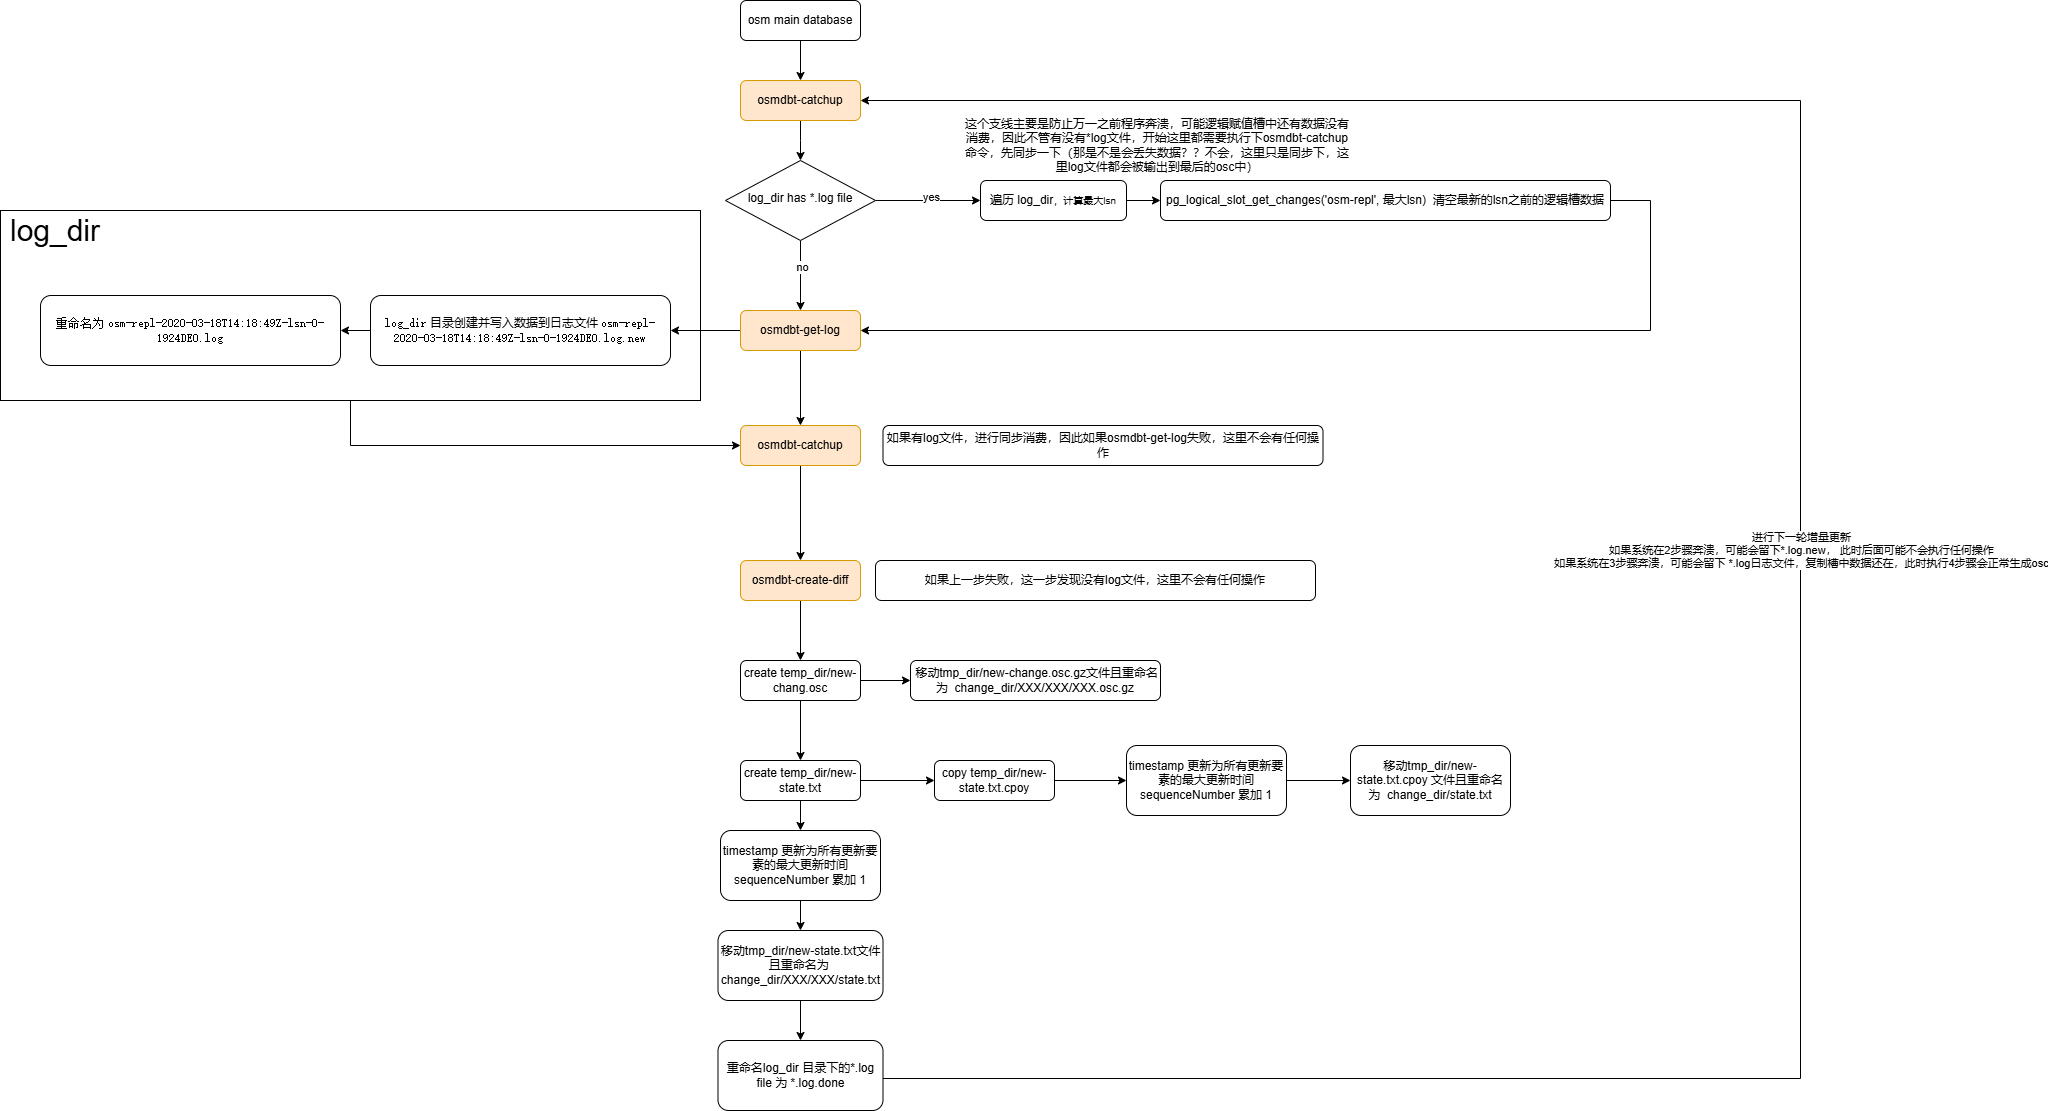 osm main database
osmdbt-catchup
这个支线主要是防止万一之前程序奔溃，可能逻辑赋值槽中还有数据没有
消费，因此不管有没有*log文件，开始这里都需要执行下osmdbt-catchup
命令，先同步一下（那是不是会丢失数据？？不会，这里只是同步下，这
里log文件都会被输出到最后的osc中）
log_dir has *.log file
yes
遍历 log_dir，计算最大lsn
pg_logical_slot_get_changes('osm-repl', 最大lsn）清空最新的lsn之前的逻辑槽数据
no
log_dir
重命名为 osm-repl-2020-03-18T14:18:49Z-lsn-0-
1924DE0.log
log_dir 目录创建并写入数据到日志文件 osm-repl-
2020-03-18T14:18:49Z-lsn-0-1924DE0.log.new
osmdbt-get-log
osmdbt-catchup
如果有log文件，进行同步消费，因此如果osmdbt-get-log失败，这里不会有任何操
作
进行下一轮增量更新
如果系统在2步骤奔溃，可能会留下*.log.new， 此时后面可能不会执行任何操作
如果系统在3步骤奔溃，可能会留下 *.log日志文件，复制槽中数据还在，此时执行4步骤会正常生成osc
osmdbt-create-diff
如果上一步失败，这一步发现没有log文件，这里不会有任何操作
create temp_dir/new-
chang.osc
移动tmp_dir/new-change.osc.gz文件且重命名
为 change_dir/XXX/XXX/XXX.osc.gz
create temp_dir/new-
state.txt
copy temp_dir/new-
state.txt.cpoy
timestamp 更新为所有更新要
素的最大更新时间
sequenceNumber 累加 1
移动tmp_dir/new-
state.txt.cpoy 文件且重命名
为 change_dir/state.txt
timestamp 更新为所有更新要
素的最大更新时间
sequenceNumber 累加 1
移动tmp_dir/new-state.txt文件
且重命名为
change_dir/XXX/XXX/state.txt
重命名log_dir 目录下的*.log
file 为 *.log.done